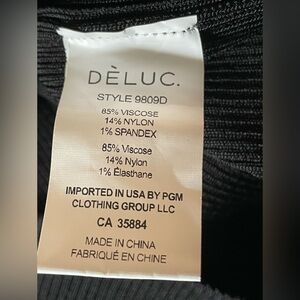 DÈLUC.
STYLE 9809D
85% VISCOSE
14% NYLON
1% SPANDEX
85% Viscose
14% Nylon
1% Élasthane
IMPORTED IN USA BY PGM
CLOTHING GROUP LLC
CA 35884
MADE IN CHINA
FABRIQUÉ EN CHINE